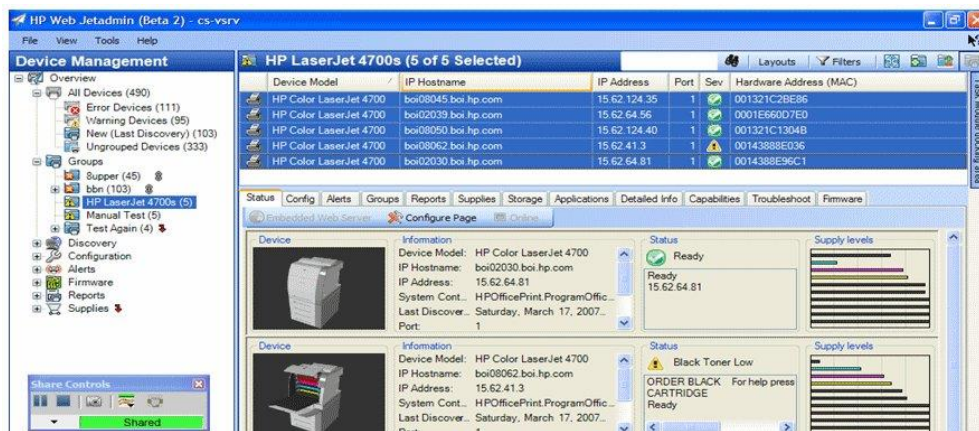 HP Web Jetadmin (Beta 2) - cs-vsrv
File View Tools Help
Device Management
HP LaserJet 4700s (5 of 5 Selected)
Layouts Filters
Overview
All Devices (490)
Error Devices (111)
Warning Devices (95)
New (Last Discovery) (103)
Ungrouped Devices (333)
Groups
8upper (45)
bbn (103)
HP LaserJet 4700s (5)
Manual Test (5)
Test Again (4)
Discovery
Configuration
Alerts
Firmware
Reports
Supplies
Device Model IP Hostname IP Address Port Sev Hardware Address (MAC)
HP Color LaserJet 4700 boi08045.boi.hp.com 15.62.124.35 1 001321C2BE86
HP Color LaserJet 4700 boi02039.boi.hp.com 15.62.64.56 1 0001E660D7E0
HP Color LaserJet 4700 boi08050.boi.hp.com 15.62.124.40 1 001321C1304B
HP Color LaserJet 4700 boi08062.boi.hp.com 15.62.41.3 1 00143888E036
HP Color LaserJet 4700 boi02030.boi.hp.com 15.62.64.81 1 0014388E96C1
Status Config Alerts Groups Reports Supplies Storage Applications Detailed Info Capabilities Troubleshoot Firmware
Embedded Web Server Configure Page Online
Device
Information
Device Model: HP Color LaserJet 4700
IP Hostname: boi02030.boi.hp.com
IP Address: 15.62.64.81
System Cont... HPOfficePrint.ProgramOffic...
Last Discover... Saturday, March 17, 2007...
Port: 1
Status
Ready
Ready
15.62.64.81
Supply levels
Device
Information
Device Model: HP Color LaserJet 4700
IP Hostname: boi08062.boi.hp.com
IP Address: 15.62.41.3
System Cont... HPOfficePrint.ProgramOffic...
Last Discover... Saturday, March 17, 2007...
Status
Black Toner Low
ORDER BLACK For help press
CARTRIDGE
Ready
Supply levels
Share Controls
Shared